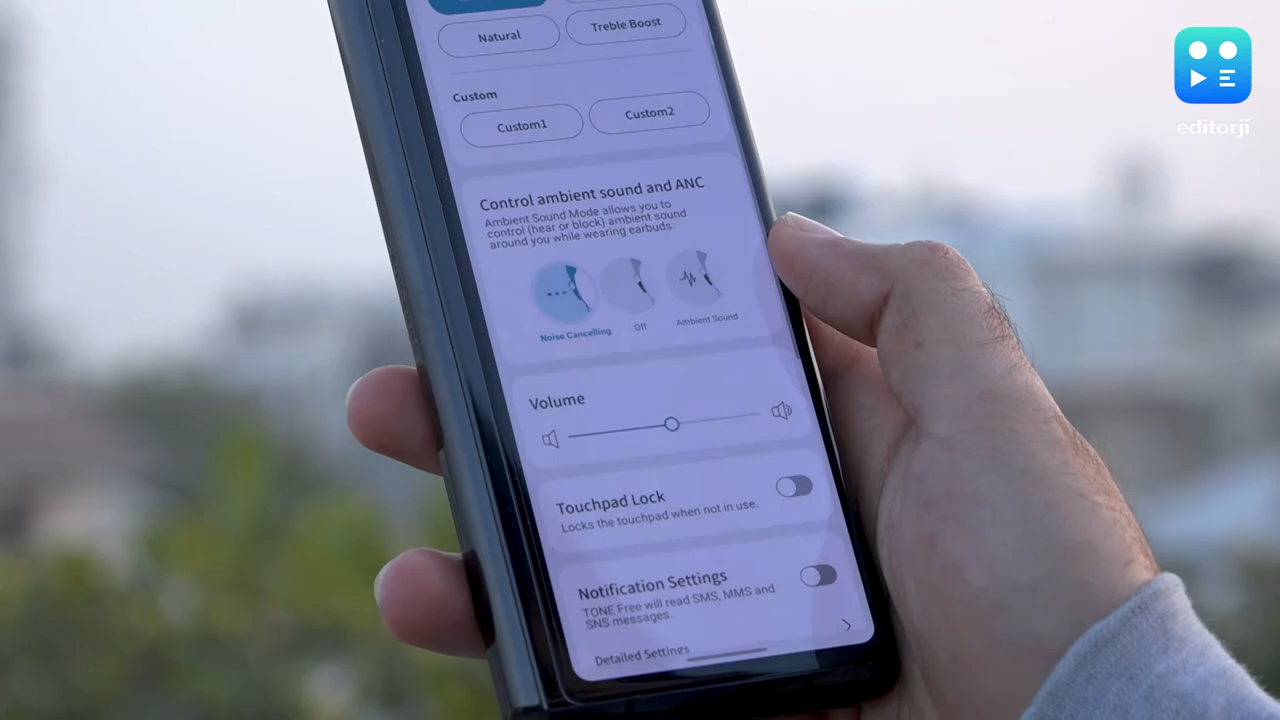 Natural
Treble Boost
Custom
Custom1
Custom2
Control ambient sound and ANC
Ambient Sound Mode allows you to
control (hear or block) ambient sound
around you while wearing earbuds.
Noise Cancelling
Off
Ambient Sound
Volume
Touchpad Lock
Locks the touchpad when not in use.
Notification Settings
TONE Free will read SMS, MMS and
SNS messages.
Detailed Settings
editorji